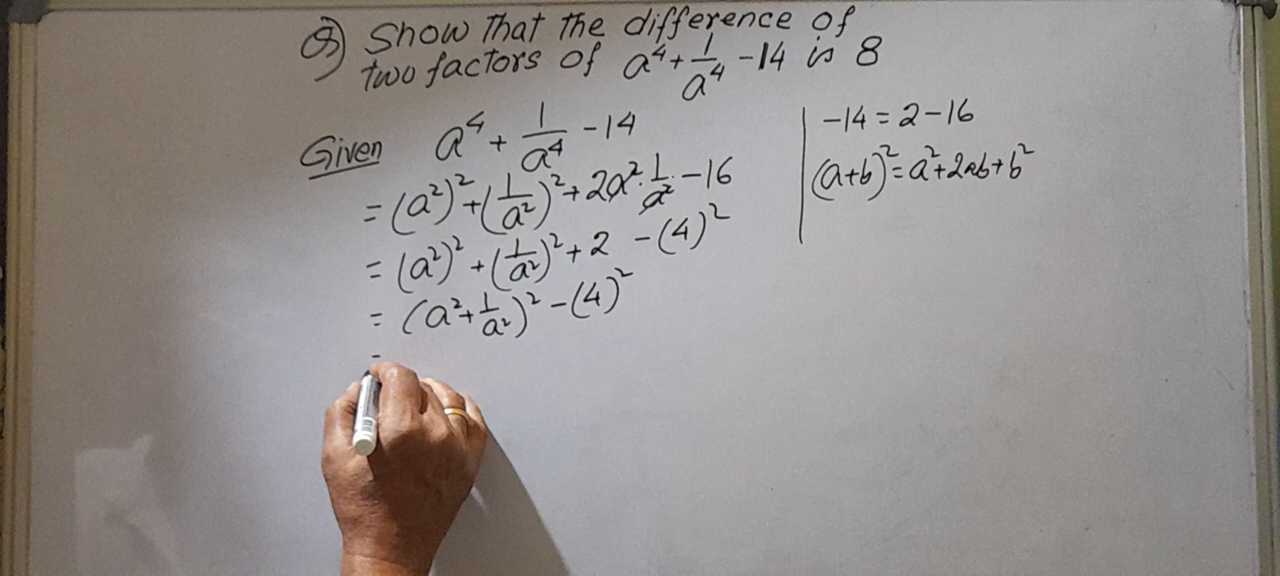 Q) Show that the difference of
two factors of a⁴ + 1/a⁴ - 14 is 8
Given a⁴ + 1/a⁴ - 14
= (a²)² + (1/a²)² + 2a² · 1/a² - 16
= (a²)² + (1/a²)² + 2 - (4)²
= (a² + 1/a²)² - (4)²
=
-14 = 2 - 16
(a+b)² = a² + 2ab + b²